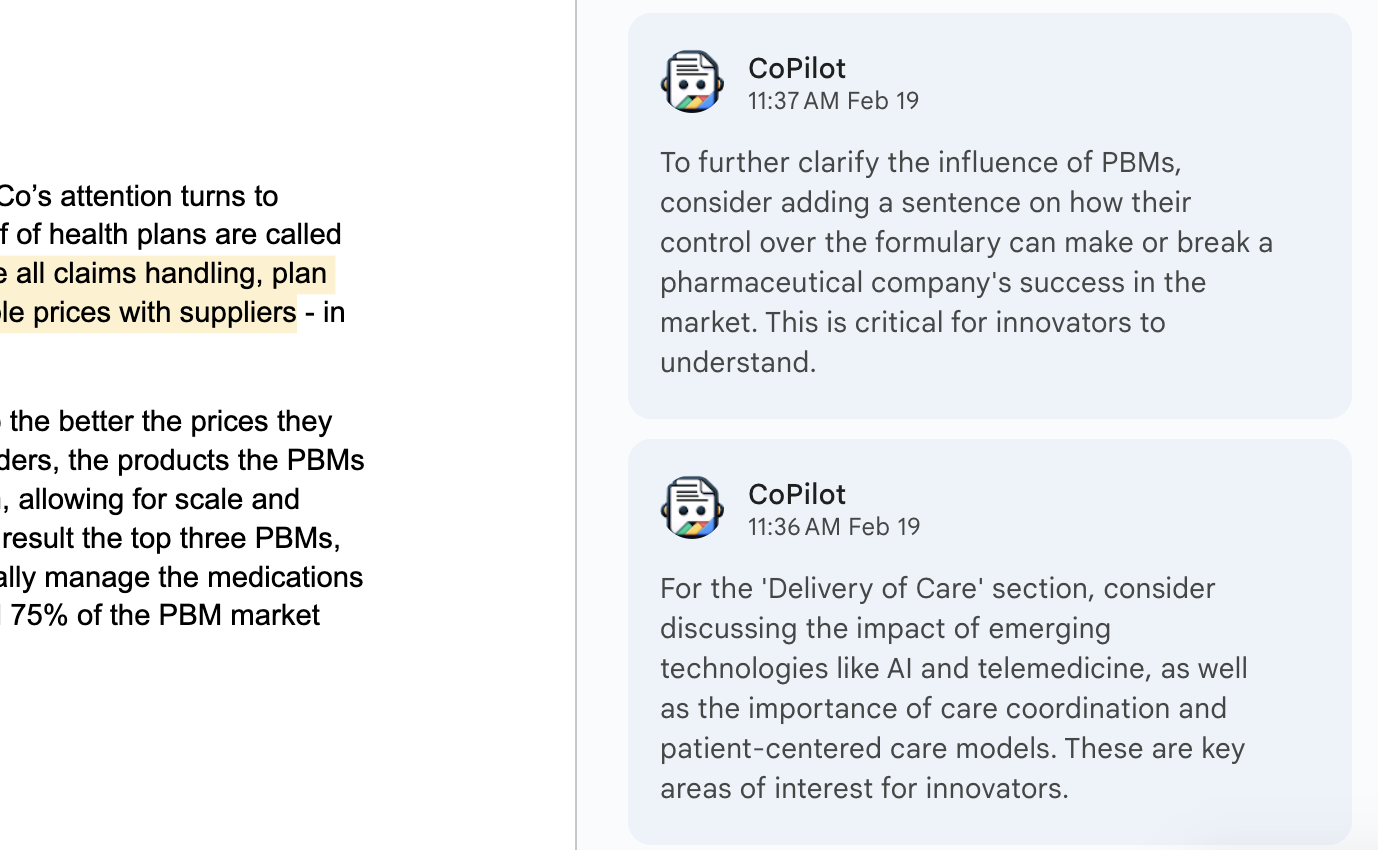 Co’s attention turns to
f of health plans are called
e all claims handling, plan
ple prices with suppliers - in
the better the prices they
ders, the products the PBMs
, allowing for scale and
result the top three PBMs,
ally manage the medications
75% of the PBM market
CoPilot
11:37 AM Feb 19
To further clarify the influence of PBMs,
consider adding a sentence on how their
control over the formulary can make or break a
pharmaceutical company's success in the
market. This is critical for innovators to
understand.
CoPilot
11:36 AM Feb 19
For the 'Delivery of Care' section, consider
discussing the impact of emerging
technologies like AI and telemedicine, as well
as the importance of care coordination and
patient-centered care models. These are key
areas of interest for innovators.